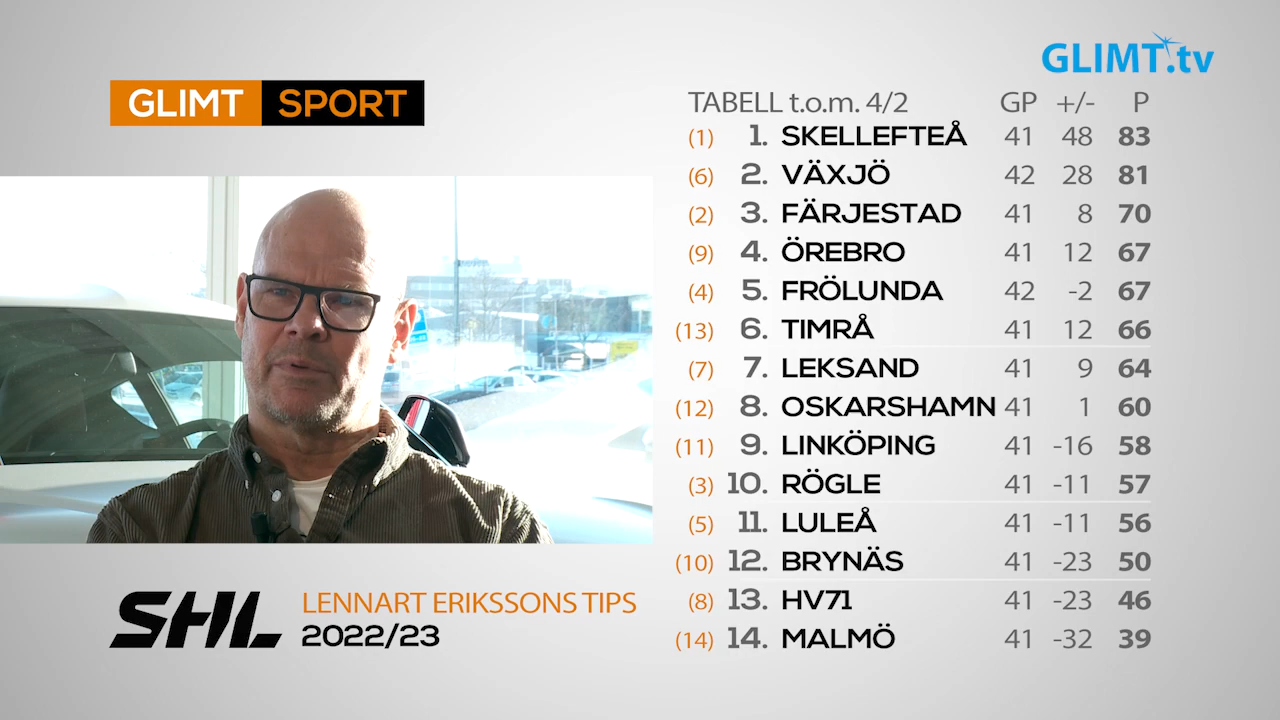 GLIMT.tv
GLIMT SPORT
TABELL t.o.m. 4/2 GP +/- P
(1) 1. SKELLEFTEÅ 41 48 83
(6) 2. VÄXJÖ 42 28 81
(2) 3. FÄRJESTAD 41 8 70
(9) 4. ÖREBRO 41 12 67
(4) 5. FRÖLUNDA 42 -2 67
(13) 6. TIMRÅ 41 12 66
(7) 7. LEKSAND 41 9 64
(12) 8. OSKARSHAMN 41 1 60
(11) 9. LINKÖPING 41 -16 58
(3) 10. RÖGLE 41 -11 57
(5) 11. LULEÅ 41 -11 56
(10) 12. BRYNÄS 41 -23 50
(8) 13. HV71 41 -23 46
(14) 14. MALMÖ 41 -32 39
SHL
LENNART ERIKSSONS TIPS
2022/23